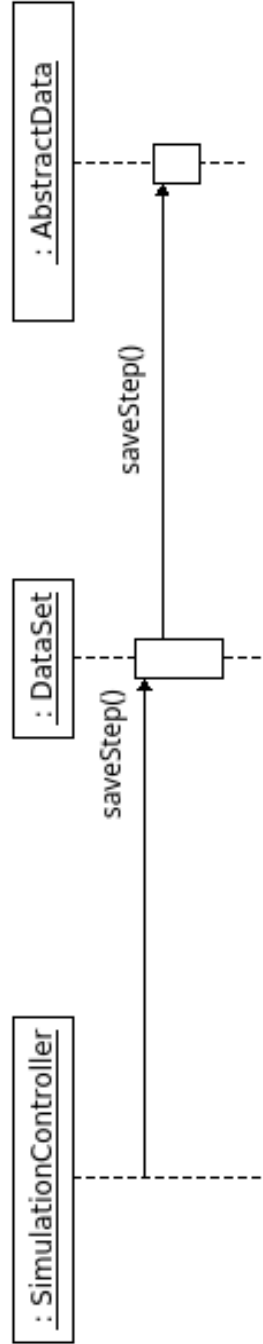 : SimulationController
: DataSet
: AbstractData
saveStep()
saveStep()